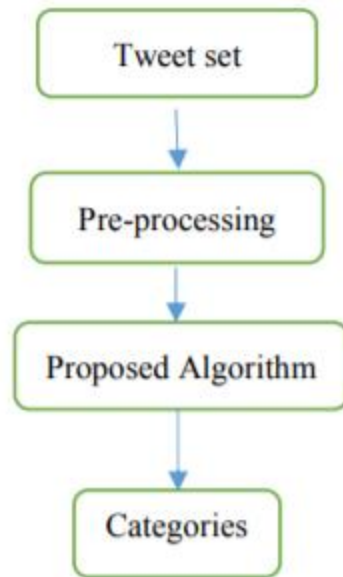 Tweet set
Pre-processing
Proposed Algorithm
Categories